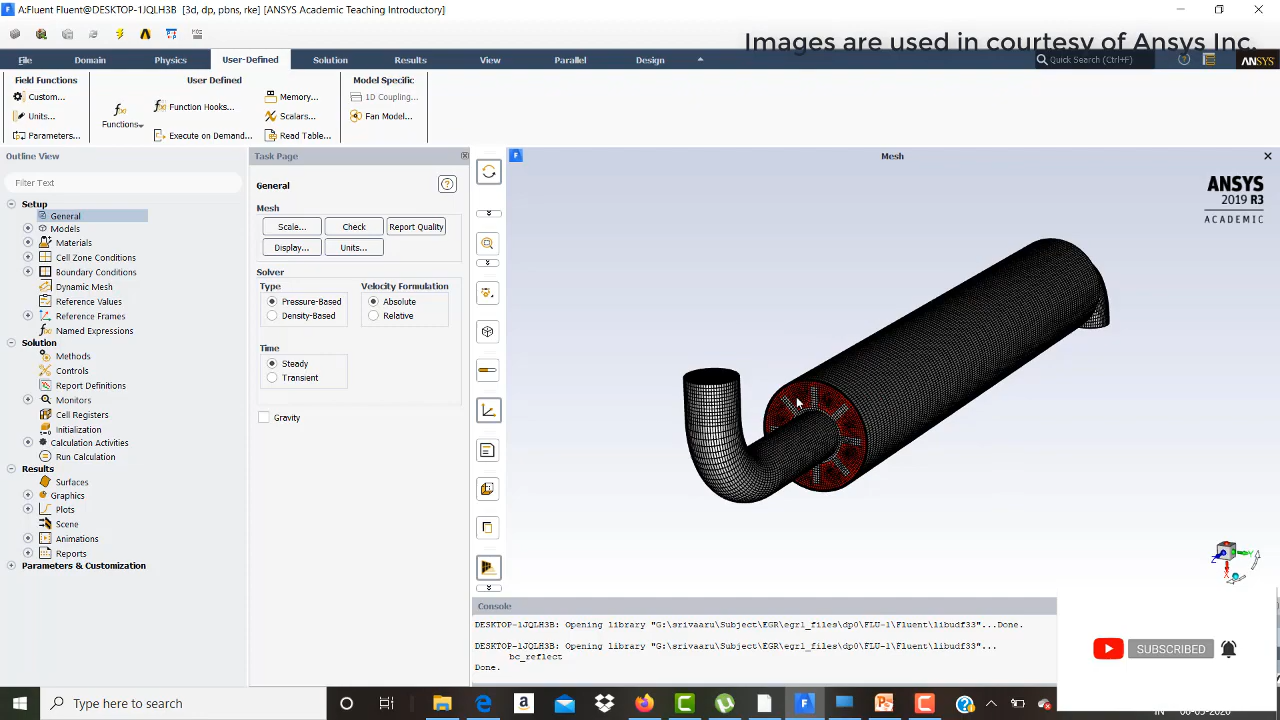 A:Fluent Fluent@DESKTOP-1JQLH3B: [3d, dp, pbns, rke] [ANSYS Academic Teaching Introductory]
Images are used in courtesy of Ansys Inc.
File Domain Physics User-Defined Solution Results View Parallel Design Quick Search (Ctrl+F) ANSYS
Field Functions User Defined Model Specific
Custom... Memory... 1D Coupling...
Functions Function Hooks...
Units... Scalars... Fan Model...
Parameters... Execute on Demand... Read Table...
Outline View Task Page Mesh
Filter Text
General
Setup
General
Models
Materials
Cell Zone Conditions
Boundary Conditions
Dynamic Mesh
Reference Values
Reference Frames
Named Expressions
Solution
Methods
Controls
Report Definitions
Monitors
Cell Registers
Initialization
Calculation Activities
Run Calculation
Results
Surfaces
Graphics
Plots
Scene
Animations
Reports
Parameters & Customization
Mesh
Scale... Check Report Quality
Display... Units...
Solver
Type Velocity Formulation
Pressure-Based Absolute
Density-Based Relative
Time
Steady
Transient
Gravity
ANSYS
2019 R3
ACADEMIC
Console
DESKTOP-1JQLH3B: Opening library "G:\srivaaru\Subject\EGR\egr1_files\dp0\FLU-1\Fluent\libudf33"...Done.
DESKTOP-1JQLH3B: Opening library "G:\srivaaru\Subject\EGR\egr1_files\dp0\FLU-1\Fluent\libudf33"...
bc_reflect
Done.
SUBSCRIBED
Type here to search